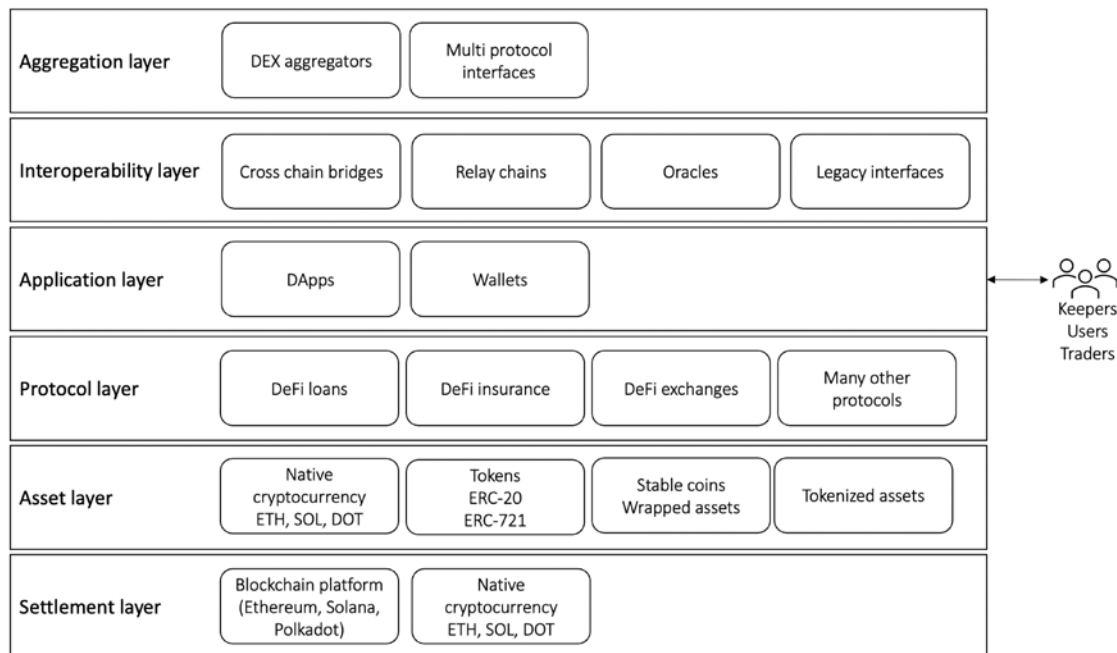 Aggregation layer
DEX aggregators
Multi protocol
interfaces
Interoperability layer
Cross chain bridges
Relay chains
Oracles
Legacy interfaces
Application layer
DApps
Wallets
Keepers
Users
Traders
Protocol layer
DeFi loans
DeFi insurance
DeFi exchanges
Many other
protocols
Asset layer
Native
cryptocurrency
ETH, SOL, DOT
Tokens
ERC-20
ERC-721
Stable coins
Wrapped assets
Tokenized assets
Settlement layer
Blockchain platform
(Ethereum, Solana,
Polkadot)
Native
cryptocurrency
ETH, SOL, DOT